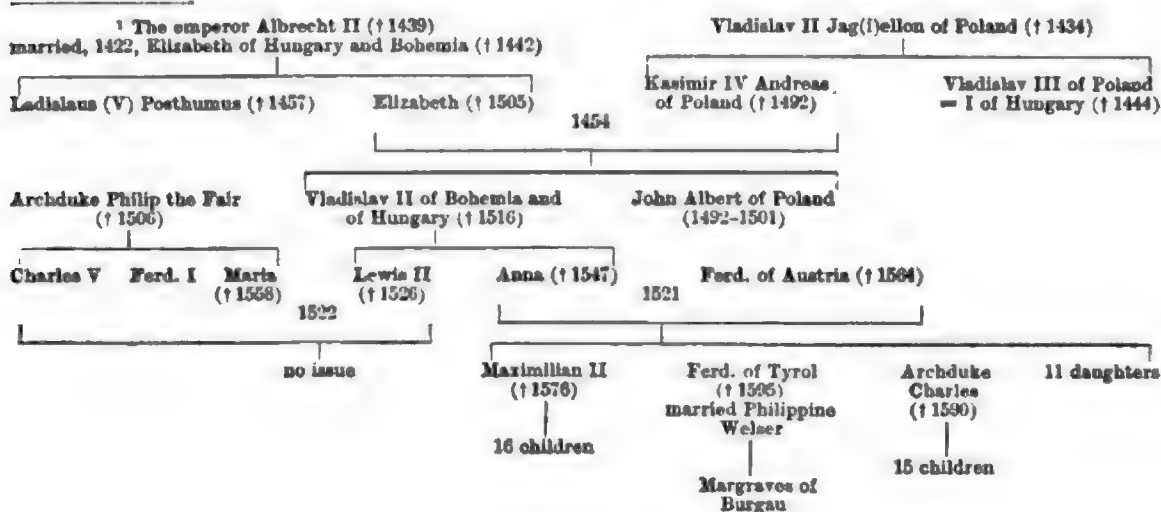 ¹ The emperor Albrecht II († 1439)
married, 1422, Elisabeth of Hungary and Bohemia († 1442)
Vladislav II Jag(i)ellon of Poland († 1434)
Ladislaus (V) Posthumus († 1457)
Elizabeth († 1505)
Kasimir IV Andreas
of Poland († 1492)
Vladislav III of Poland
= I of Hungary († 1444)
1454
Archduke Philip the Fair
(† 1506)
Vladislav II of Bohemia and
of Hungary († 1516)
John Albert of Poland
(1492-1501)
Charles V
Ferd. I
Maria
(† 1558)
Lewis II
(† 1526)
Anna († 1547)
Ferd. of Austria († 1564)
1522
1521
no issue
Maximilian II
(† 1576)
Ferd. of Tyrol
(† 1595)
married Philippine
Welser
Archduke
Charles
(† 1590)
11 daughters
16 children
Margraves of
Burgau
15 children